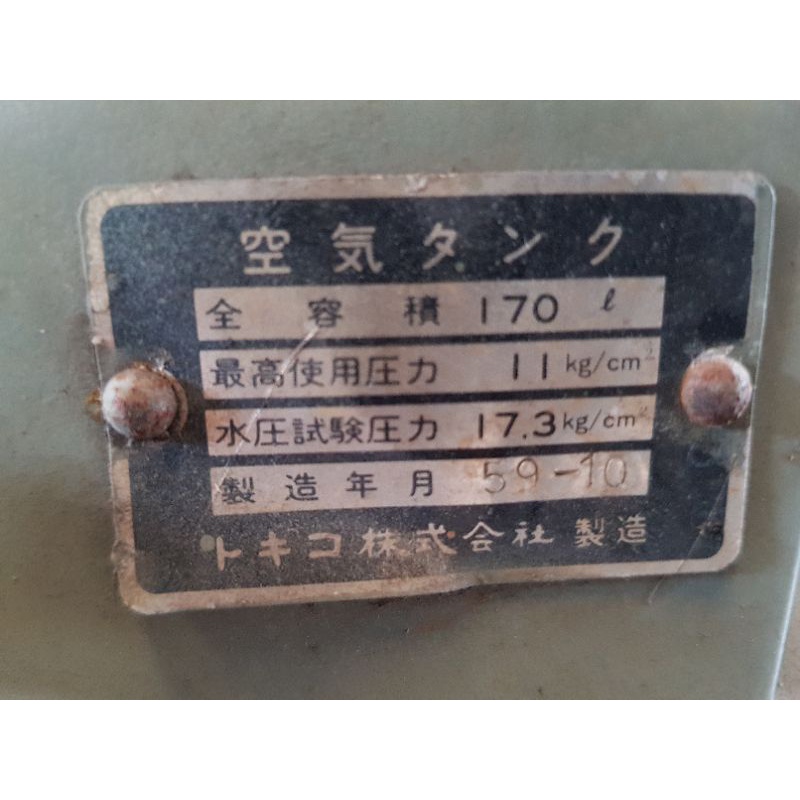 空気タンク
全容積 170 ℓ
最高使用圧力 11 kg/cm²
水圧試験圧力 17.3 kg/cm²
製造年月 59-10
トキコ株式会社 製造